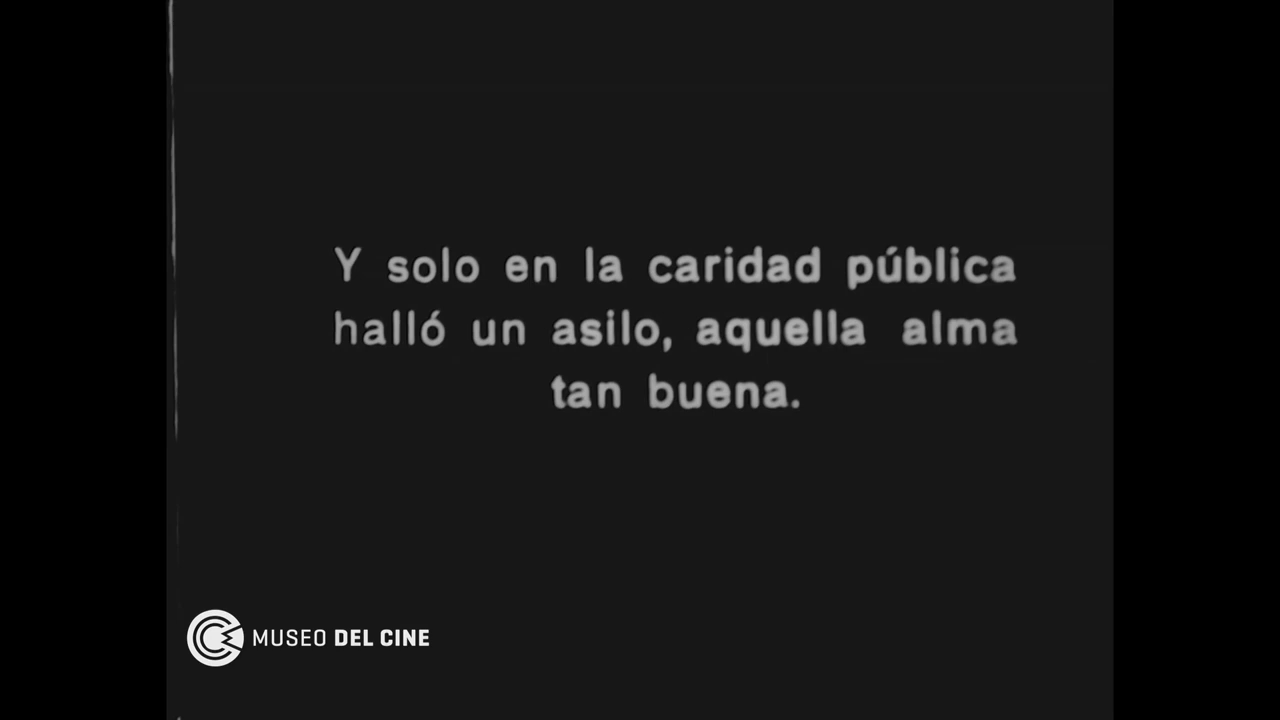 Y solo en la caridad pública
halló un asilo, aquella alma
tan buena.
MUSEO DEL CINE